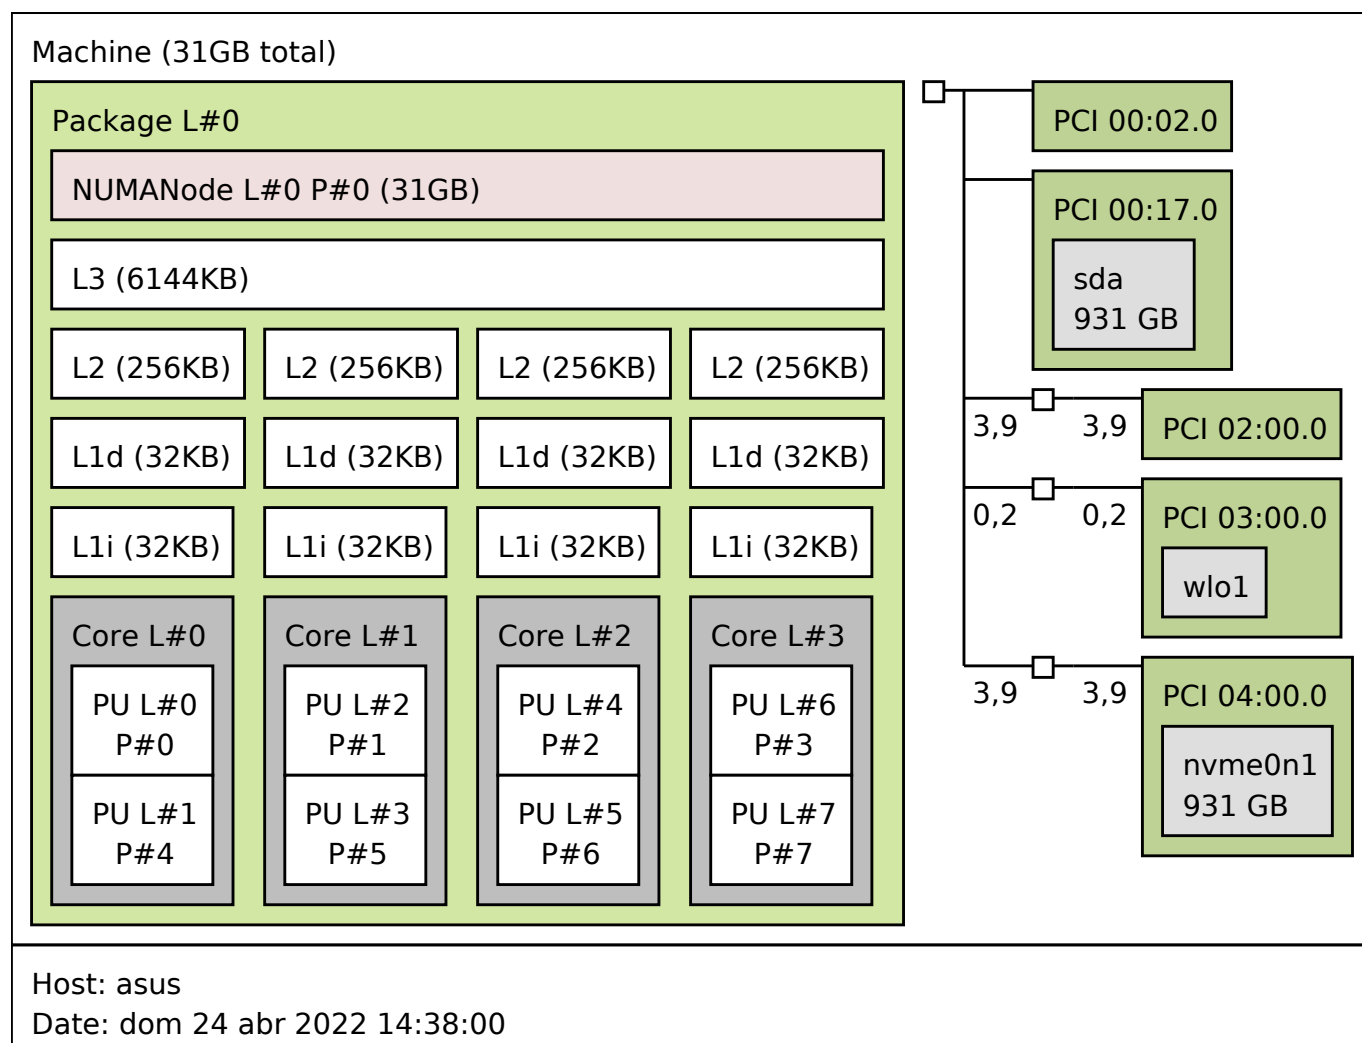 Machine (31GB total)
Package L#0
NUMANode L#0 P#0 (31GB)
L3 (6144KB)
L2 (256KB) L2 (256KB) L2 (256KB) L2 (256KB)
L1d (32KB) L1d (32KB) L1d (32KB) L1d (32KB)
L1i (32KB) L1i (32KB) L1i (32KB) L1i (32KB)
Core L#0 Core L#1 Core L#2 Core L#3
PU L#0 PU L#2 PU L#4 PU L#6
P#0 P#1 P#2 P#3
PU L#1 PU L#3 PU L#5 PU L#7
P#4 P#5 P#6 P#7
PCI 00:02.0
PCI 00:17.0
sda
931 GB
3,9 3,9 PCI 02:00.0
0,2 0,2 PCI 03:00.0
wlo1
3,9 3,9 PCI 04:00.0
nvme0n1
931 GB
Host: asus
Date: dom 24 abr 2022 14:38:00